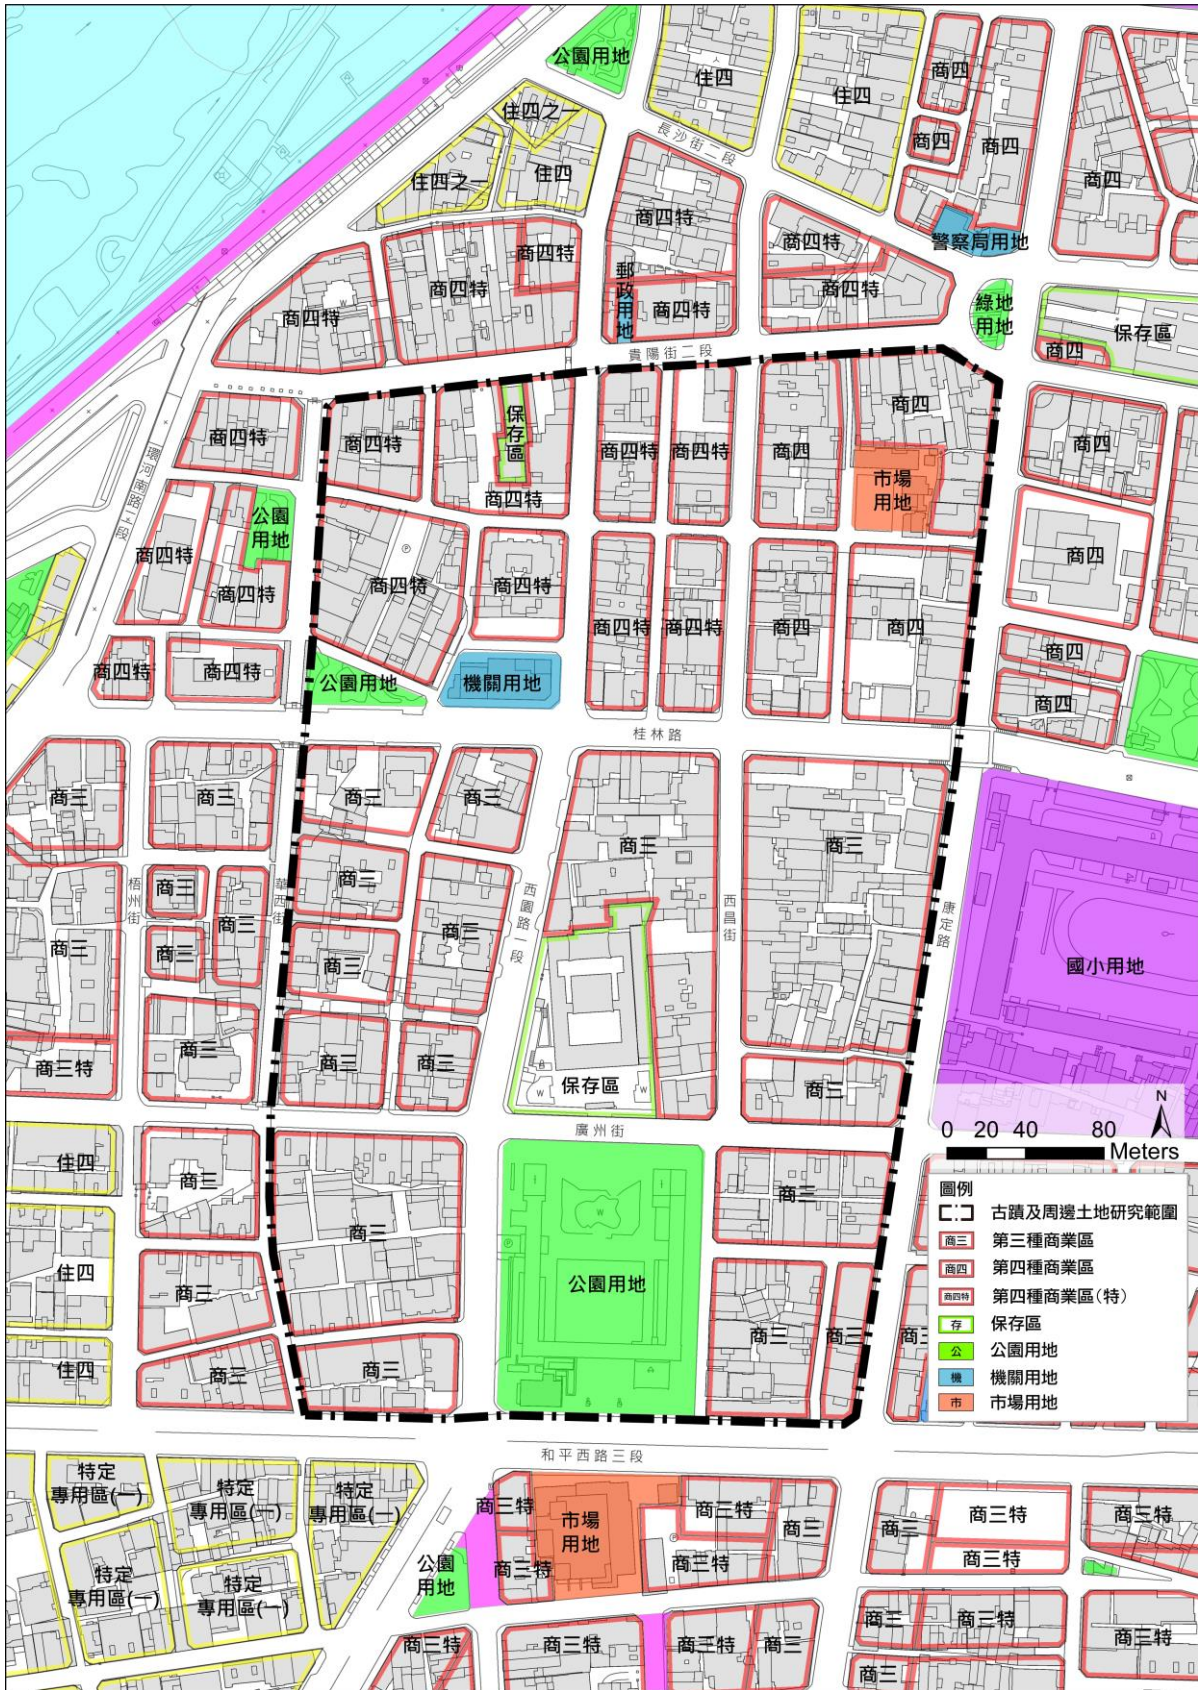 公園用地
住四
住四
商四
商四
商四
商四
住四之一
長沙街二段
住四之一
住四
商四特
商四特
商四特
商四特
商四特
商四特
郵政用地
商四特
商四特
警察局用地
綠地
用地
保存區
商四
貴陽街二段
商四特
商四特
保存區
商四特
商四特
商四特
商四
商四
市場
用地
商四
環河南路二段
商四特
公園
用地
商四特
商四特
商四特
商四特
商四特
商四
商四
商四
商四
商四
商四特
商四特
公園用地
機關用地
桂林路
商三
商三
商三
商三
商三
商三
梧州街
商三
商三
商三
華西街
商三
商三
商三
商三
西園路一段
西昌街
康定路
商三
國小用地
商三特
商三
商三
商三
保存區
商三
廣州街
住四
商三
商三
商三
住四
商三
公園用地
商三
商三
商三
住四
商三
商三
和平西路三段
特定
專用區(一)
特定
專用區(一)
特定
專用區(一)
特定
專用區(一)
特定
專用區(一)
公園
用地
商三特
商三特
市場
用地
商三特
商三特
商三
商三
商三特
商三特
商三特
商三特
商三特
商三特
商三
商三
商三特
商三特
商三
N
0 20 40 80
Meters
圖例
古蹟及周邊土地研究範圍
商三 第三種商業區
商四 第四種商業區
商四特 第四種商業區(特)
存 保存區
公 公園用地
機 機關用地
市 市場用地